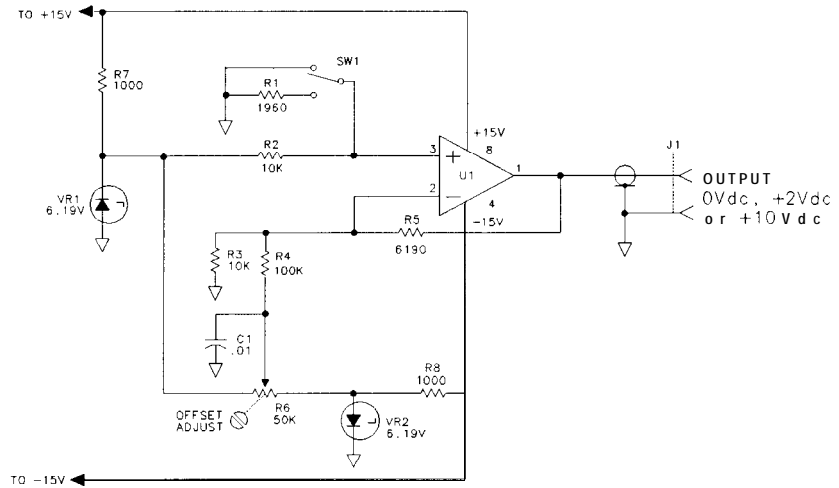 TO +15V
SW1
R7
1000
R1
1960
+15V
J1
R2
10K
3
+
8
U1
1
OUTPUT
0Vdc, +2Vdc
or +10Vdc
VR1
6.19V
2
−
4
-15V
R5
6190
R3
10K
R4
100K
C1
.01
R8
1000
OFFSET
ADJUST
R6
50K
VR2
6.19V
TO -15V